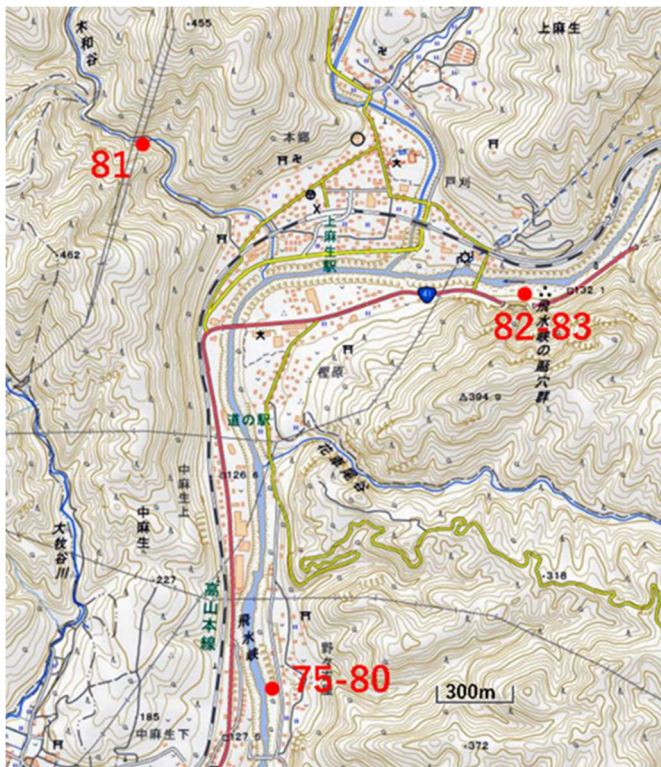 木和谷
455
上麻生
本郷
81
戸刈
上麻生駅
462
41
132.1
82-83
飛水峡の甌穴群
樫原
394.9
道の駅
中麻生上
126.6
中麻生
大牧谷川
227
高山本線
318
飛水峡
75-80
300m
185
中麻生下
127.5
372